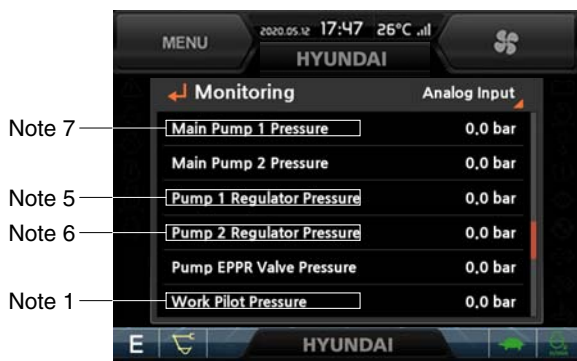 MENU
2020.05.12 17:47 26°C
HYUNDAI
Monitoring Analog Input
Note 7 Main Pump 1 Pressure 0.0 bar
Main Pump 2 Pressure 0.0 bar
Note 5 Pump 1 Regulator Pressure 0.0 bar
Note 6 Pump 2 Regulator Pressure 0.0 bar
Pump EPPR Valve Pressure 0.0 bar
Note 1 Work Pilot Pressure 0.0 bar
E HYUNDAI